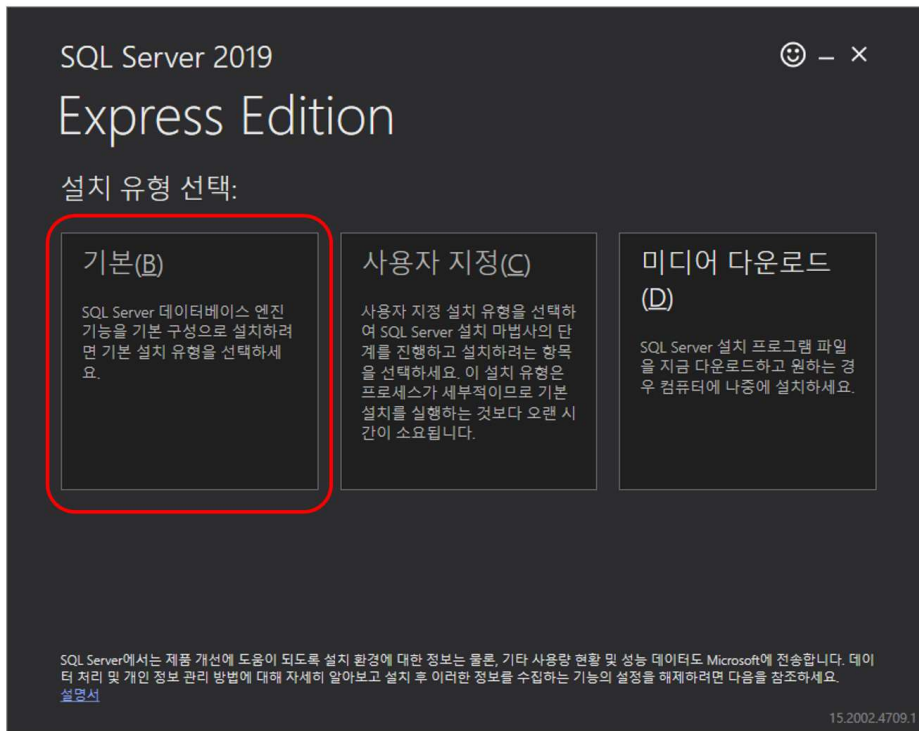 SQL Server 2019
Express Edition
설치 유형 선택:
기본(B)
SQL Server 데이터베이스 엔진
기능을 기본 구성으로 설치하려
면 기본 설치 유형을 선택하세
요.
사용자 지정(C)
사용자 지정 설치 유형을 선택하
여 SQL Server 설치 마법사의 단
계를 진행하고 설치하려는 항목
을 선택하세요. 이 설치 유형은
프로세스가 세부적이므로 기본
설치를 실행하는 것보다 오랜 시
간이 소요됩니다.
미디어 다운로드
(D)
SQL Server 설치 프로그램 파일
을 지금 다운로드하고 원하는 경
우 컴퓨터에 나중에 설치하세요.
SQL Server에서는 제품 개선에 도움이 되도록 설치 환경에 대한 정보는 물론, 기타 사용량 현황 및 성능 데이터도 Microsoft에 전송합니다. 데이
터 처리 및 개인 정보 관리 방법에 대해 자세히 알아보고 설치 후 이러한 정보를 수집하는 기능의 설정을 해제하려면 다음을 참조하세요.
설명서
15.2002.4709.1